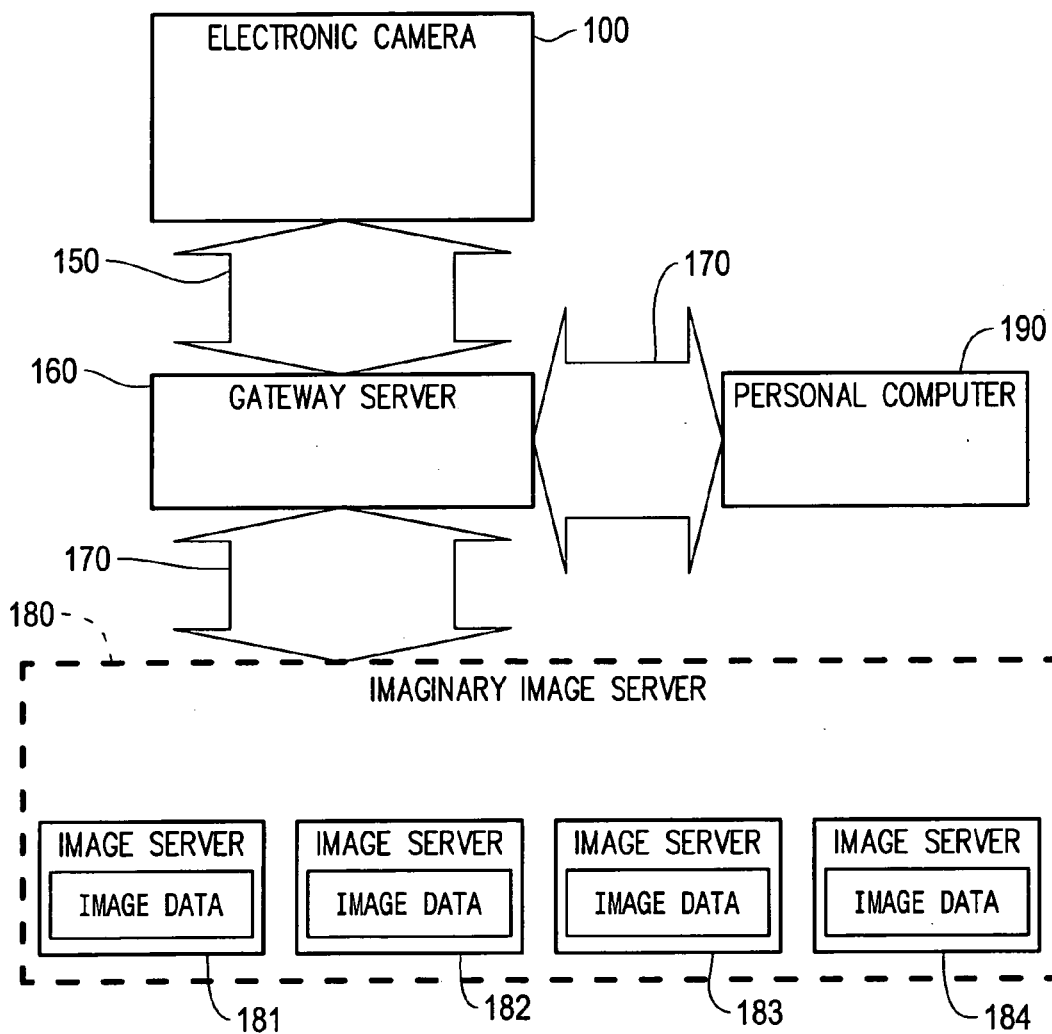 ELECTRONIC CAMERA
100
150
170
190
160
GATEWAY SERVER
PERSONAL COMPUTER
170
180
IMAGINARY IMAGE SERVER
IMAGE SERVER
IMAGE SERVER
IMAGE SERVER
IMAGE SERVER
IMAGE DATA
IMAGE DATA
IMAGE DATA
IMAGE DATA
181
182
183
184